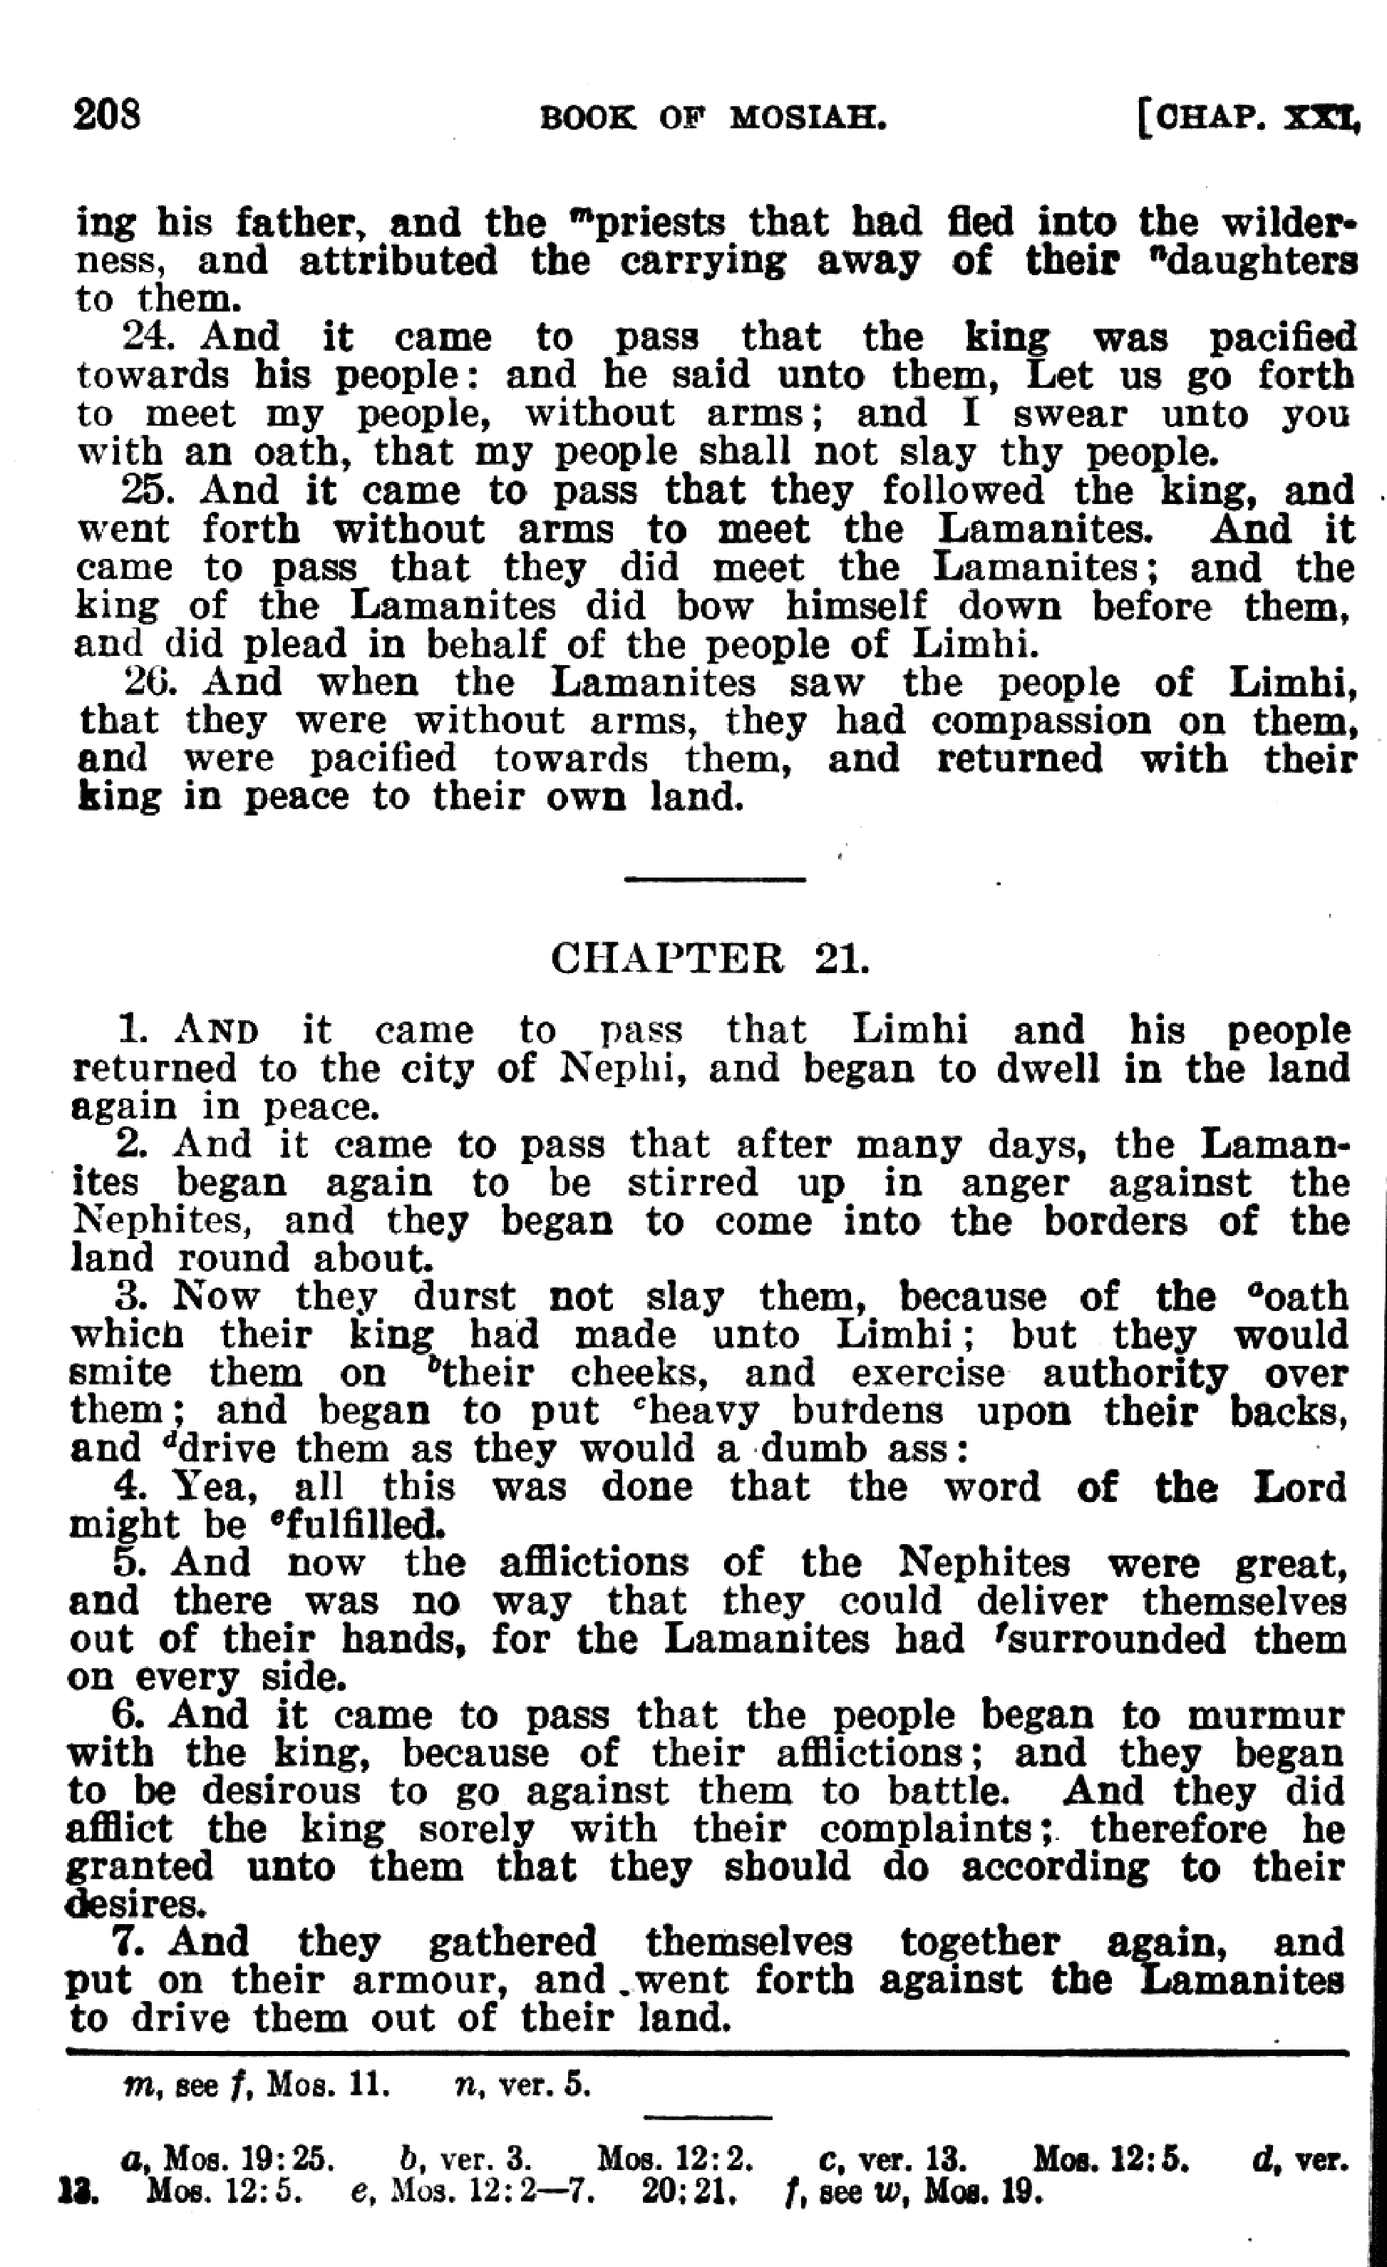 208 BOOK OF MOSIAH. [CHAP. XXI,
ing his father, and the mpriests that had fled into the wilder-
ness, and attributed the carrying away of their ndaughters
to them.
24. And it came to pass that the king was pacified
towards his people: and he said unto them, Let us go forth
to meet my people, without arms; and I swear unto you
with an oath, that my people shall not slay thy people.
25. And it came to pass that they followed the king, and
went forth without arms to meet the Lamanites. And it
came to pass that they did meet the Lamanites; and the
king of the Lamanites did bow himself down before them,
and did plead in behalf of the people of Limhi.
26. And when the Lamanites saw the people of Limhi,
that they were without arms, they had compassion on them,
and were pacified towards them, and returned with their
king in peace to their own land.
CHAPTER 21.
1. AND it came to pass that Limhi and his people
returned to the city of Nephi, and began to dwell in the land
again in peace.
2. And it came to pass that after many days, the Laman-
ites began again to be stirred up in anger against the
Nephites, and they began to come into the borders of the
land round about.
3. Now they durst not slay them, because of the aoath
which their king had made unto Limhi; but they would
smite them on btheir cheeks, and exercise authority over
them; and began to put cheavy burdens upon their backs,
and ddrive them as they would a dumb ass:
4. Yea, all this was done that the word of the Lord
might be efulfilled.
5. And now the afflictions of the Nephites were great,
and there was no way that they could deliver themselves
out of their hands, for the Lamanites had fsurrounded them
on every side.
6. And it came to pass that the people began to murmur
with the king, because of their afflictions; and they began
to be desirous to go against them to battle. And they did
afflict the king sorely with their complaints; therefore he
granted unto them that they should do according to their
desires.
7. And they gathered themselves together again, and
put on their armour, and went forth against the Lamanites
to drive them out of their land.
m, see f, Mos. 11. n, ver. 5.
a, Mos. 19:25. b, ver. 3. Mos. 12:2. c, ver. 13. Mos. 12:5. d, ver.
13. Mos. 12:5. e, Mos. 12:2—7. 20:21. f, see w, Mos. 19.